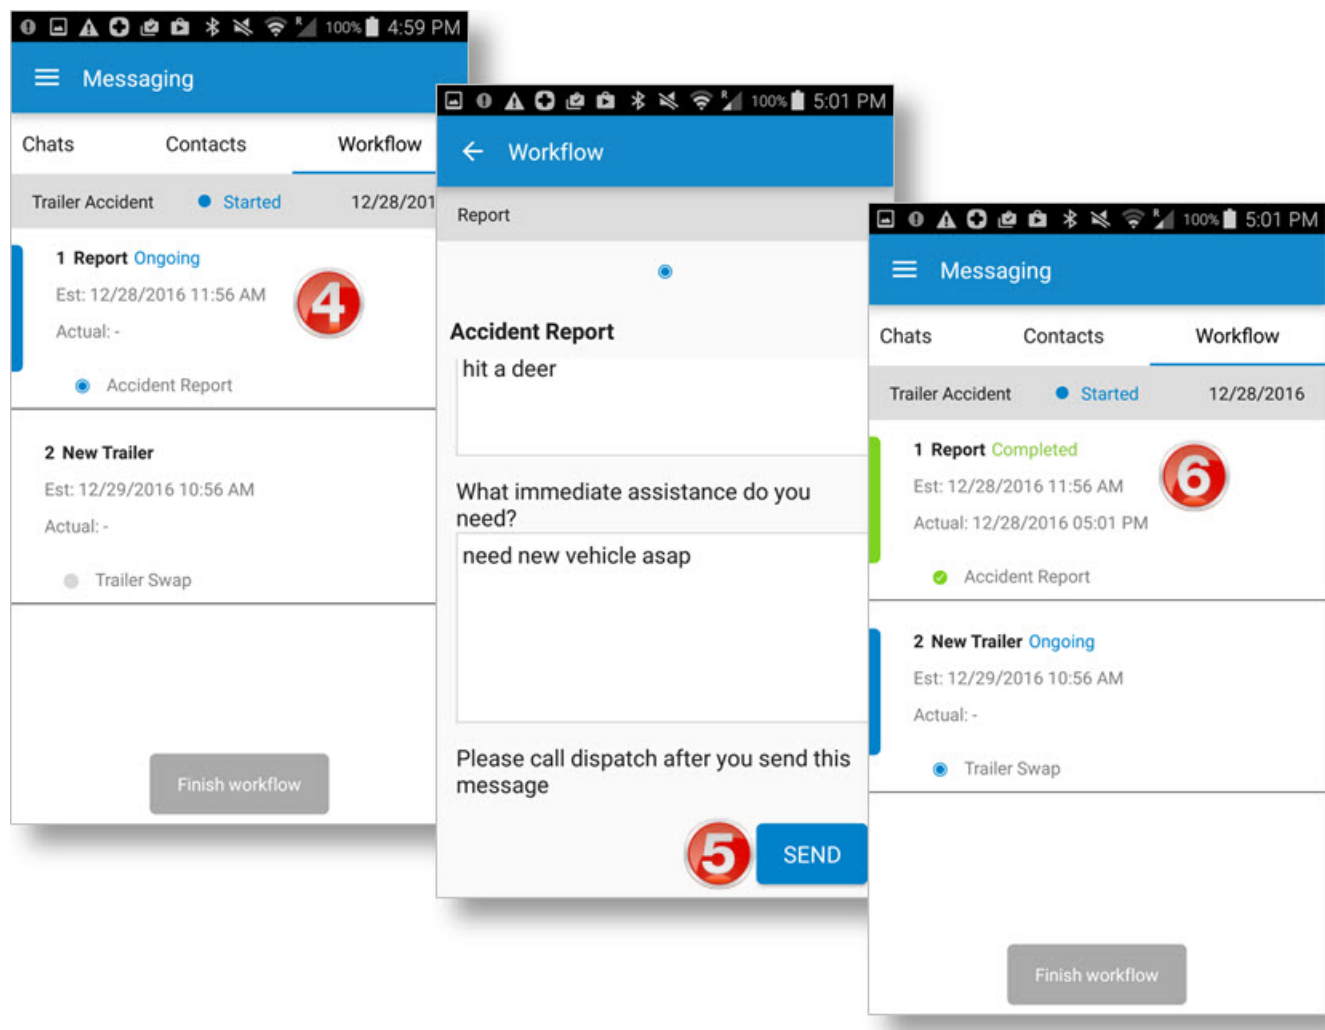 100% 4:59 PM
Messaging
Chats Contacts Workflow
Trailer Accident Started 12/28/201
1 Report Ongoing
Est: 12/28/2016 11:56 AM
Actual: -
4
Accident Report
2 New Trailer
Est: 12/29/2016 10:56 AM
Actual: -
Trailer Swap
Finish workflow
R 100% 5:01 PM
Workflow
Report
Accident Report
hit a deer
What immediate assistance do you
need?
need new vehicle asap
Please call dispatch after you send this
message
5 SEND
R 100% 5:01 PM
Messaging
Chats Contacts Workflow
Trailer Accident Started 12/28/2016
1 Report Completed
Est: 12/28/2016 11:56 AM
6
Actual: 12/28/2016 05:01 PM
Accident Report
2 New Trailer Ongoing
Est: 12/29/2016 10:56 AM
Actual: -
Trailer Swap
Finish workflow